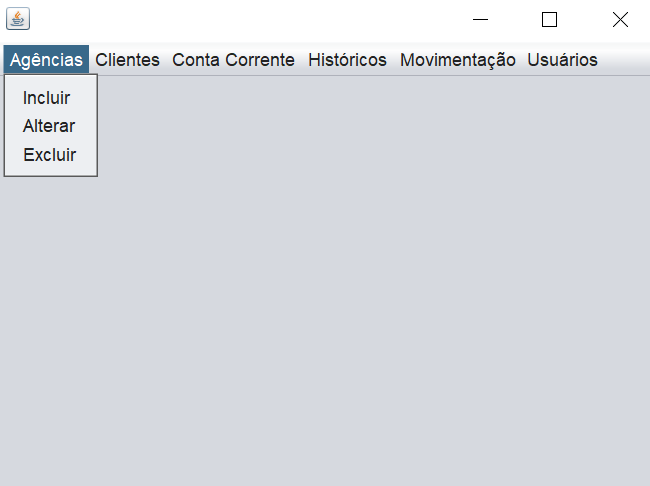 Agências Clientes Conta Corrente Históricos Movimentação Usuários
Incluir
Alterar
Excluir